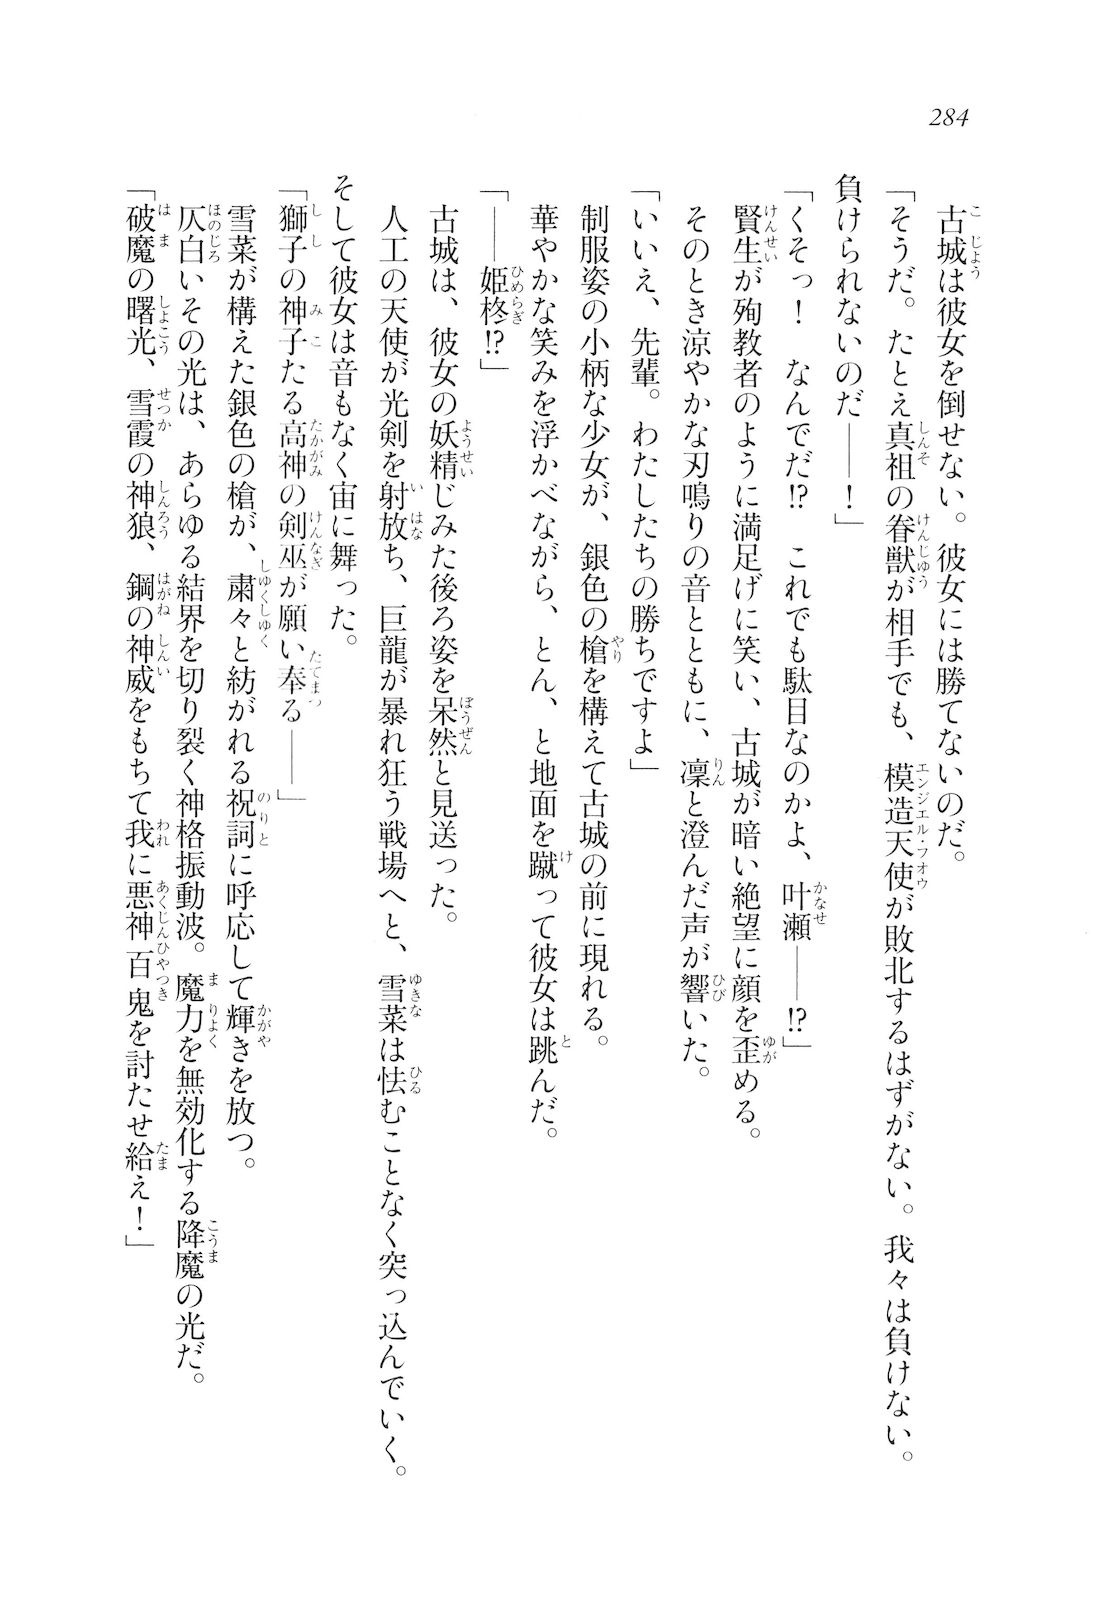 284
古城は彼女を倒せない。彼女には勝てないのだ。
「そうだ。たとえ真祖の眷獣が相手でも、模造天使が敗北するはずがない。我々は負けない。
負けられないのだ――！」
「くそっ！　なんでだ!?　これでも駄目なのかよ、叶瀬――!?」
賢生が殉教者のように満足げに笑い、古城が暗い絶望に顔を歪める。
そのとき涼やかな刃鳴りの音とともに、凜と澄んだ声が響いた。
「いいえ、先輩。わたしたちの勝ちですよ」
制服姿の小柄な少女が、銀色の槍を構えて古城の前に現れる。
華やかな笑みを浮かべながら、とん、と地面を蹴って彼女は跳んだ。
「――姫柊!?」
古城は、彼女の妖精じみた後ろ姿を呆然と見送った。
人工の天使が光剣を射放ち、巨龍が暴れ狂う戦場へと、雪菜は怯むことなく突っ込んでいく。
そして彼女は音もなく宙に舞った。
「獅子の神子たる高神の剣巫が願い奉る――」
雪菜が構えた銀色の槍が、粛々と紡がれる祝詞に呼応して輝きを放つ。
仄白いその光は、あらゆる結界を切り裂く神格振動波。魔力を無効化する降魔の光だ。
「破魔の曙光、雪霞の神狼、鋼の神威をもちて我に悪神百鬼を討たせ給え！」